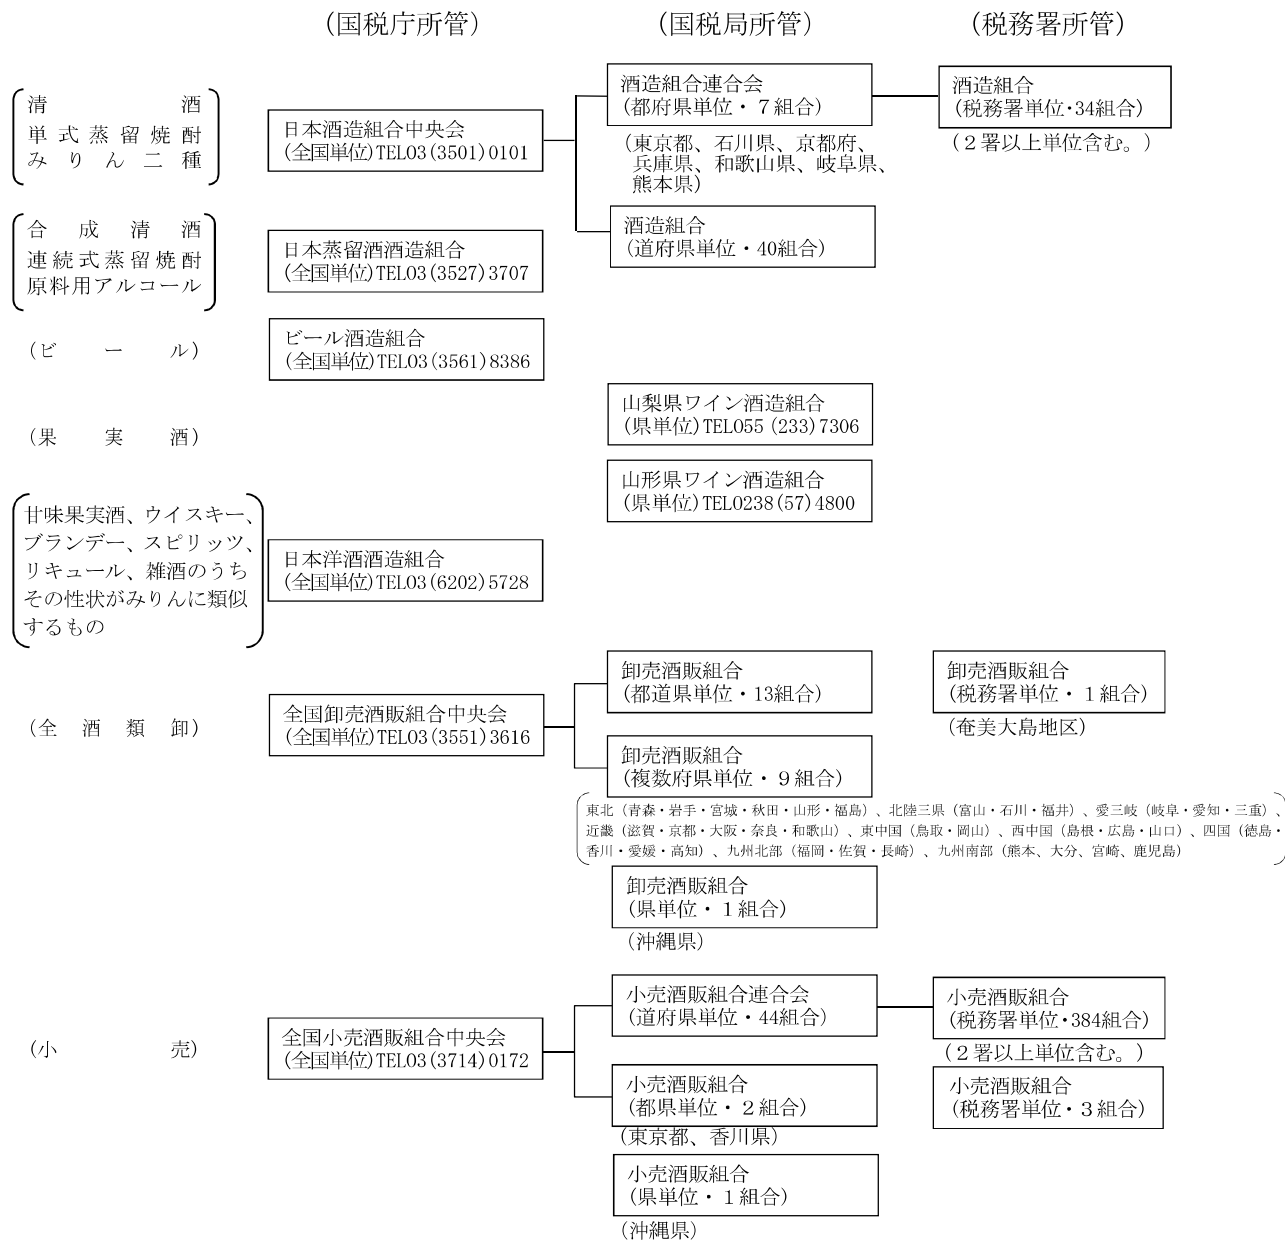 （国税庁所管）
（国税局所管）
（税務署所管）
清酒
単式蒸留焼酎
みりん二種
日本酒造組合中央会
（全国単位）TEL03（3501）0101
酒造組合連合会
（都府県単位・７組合）
（東京都、石川県、京都府、
兵庫県、和歌山県、岐阜県、
熊本県）
酒造組合
（税務署単位・34組合）
（２署以上単位含む。）
酒造組合
（道府県単位・40組合）
合成清酒
連続式蒸留焼酎
原料用アルコール
日本蒸留酒酒造組合
（全国単位）TEL03（3527）3707
（ビール）
ビール酒造組合
（全国単位）TEL03（3561）8386
（果実酒）
山梨県ワイン酒造組合
（県単位）TEL055（233）7306
山形県ワイン酒造組合
（県単位）TEL0238（57）4800
甘味果実酒、ウイスキー、
ブランデー、スピリッツ、
リキュール、雑酒のうち
その性状がみりんに類似
するもの
日本洋酒酒造組合
（全国単位）TEL03（6202）5728
（全酒類卸）
全国卸売酒販組合中央会
（全国単位）TEL03（3551）3616
卸売酒販組合
（都道県単位・13組合）
卸売酒販組合
（税務署単位・１組合）
（奄美大島地区）
卸売酒販組合
（複数府県単位・９組合）
東北（青森・岩手・宮城・秋田・山形・福島）、北陸三県（富山・石川・福井）、愛三岐（岐阜・愛知・三重）、
近畿（滋賀・京都・大阪・奈良・和歌山）、東中国（鳥取・岡山）、西中国（島根・広島・山口）、四国（徳島・
香川・愛媛・高知）、九州北部（福岡・佐賀・長崎）、九州南部（熊本、大分、宮崎、鹿児島）
卸売酒販組合
（県単位・１組合）
（沖縄県）
（小売）
全国小売酒販組合中央会
（全国単位）TEL03（3714）0172
小売酒販組合連合会
（道府県単位・44組合）
小売酒販組合
（税務署単位・384組合）
（２署以上単位含む。）
小売酒販組合
（都県単位・２組合）
（東京都、香川県）
小売酒販組合
（税務署単位・３組合）
小売酒販組合
（県単位・１組合）
（沖縄県）